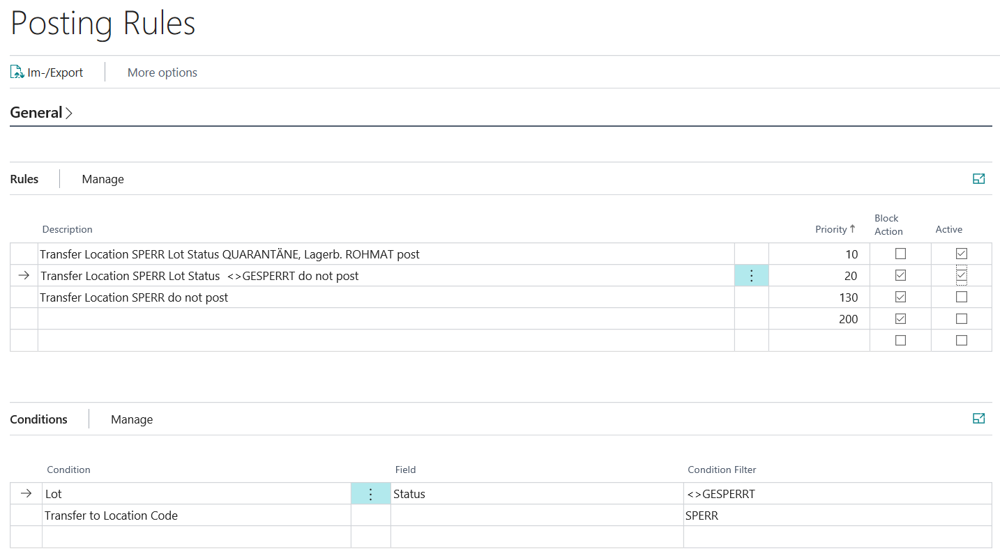 Posting Rules
Im-/Export More options
General
Rules Manage
Description Priority ↑ Block Action Active
Transfer Location SPERR Lot Status QUARANTÄNE, Lagerb. ROHMAT post 10
Transfer Location SPERR Lot Status <>GESPERRT do not post 20
Transfer Location SPERR do not post 130
200
Conditions Manage
Condition Field Condition Filter
Lot Status <>GESPERRT
Transfer to Location Code SPERR